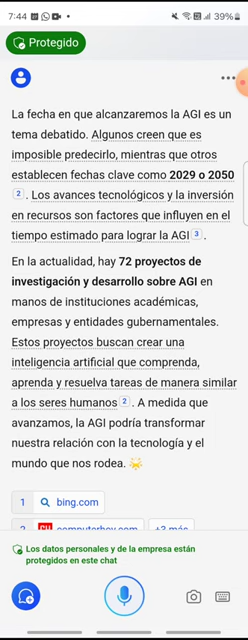 7:44
39%
Protegido
La fecha en que alcanzaremos la AGI es un
tema debatido. Algunos creen que es
imposible predecirlo, mientras que otros
establecen fechas clave como 2029 o 2050
2 . Los avances tecnológicos y la inversión
en recursos son factores que influyen en el
tiempo estimado para lograr la AGI 3 .
En la actualidad, hay 72 proyectos de
investigación y desarrollo sobre AGI en
manos de instituciones académicas,
empresas y entidades gubernamentales.
Estos proyectos buscan crear una
inteligencia artificial que comprenda,
aprenda y resuelva tareas de manera similar
a los seres humanos 2 . A medida que
avanzamos, la AGI podría transformar
nuestra relación con la tecnología y el
mundo que nos rodea. 🌟
1 bing.com
2 computerhoy.com +3 más
Los datos personales y de la empresa están
protegidos en este chat